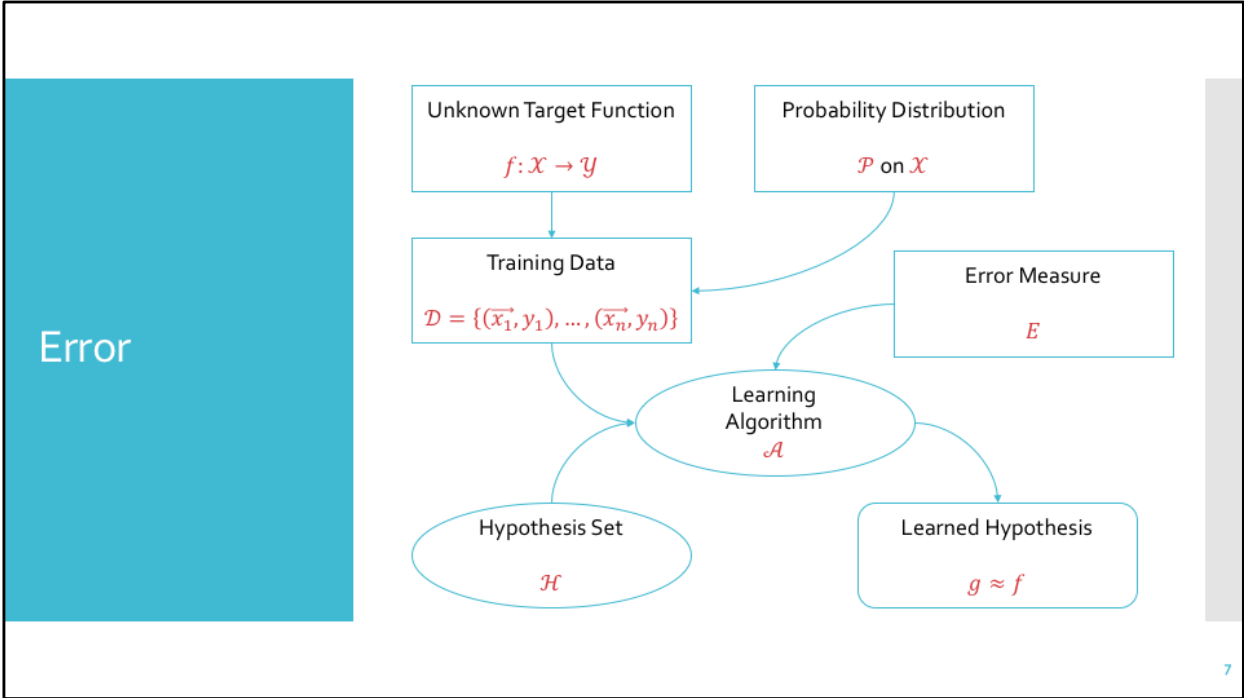 Error
Unknown Target Function
f: 𝒳 → 𝒴
Probability Distribution
𝒫 on 𝒳
Training Data
𝒟 = {(x⃗₁, y₁), … , (x⃗ₙ, yₙ)}
Error Measure
E
Learning
Algorithm
𝒜
Hypothesis Set
ℋ
Learned Hypothesis
g ≈ f
7